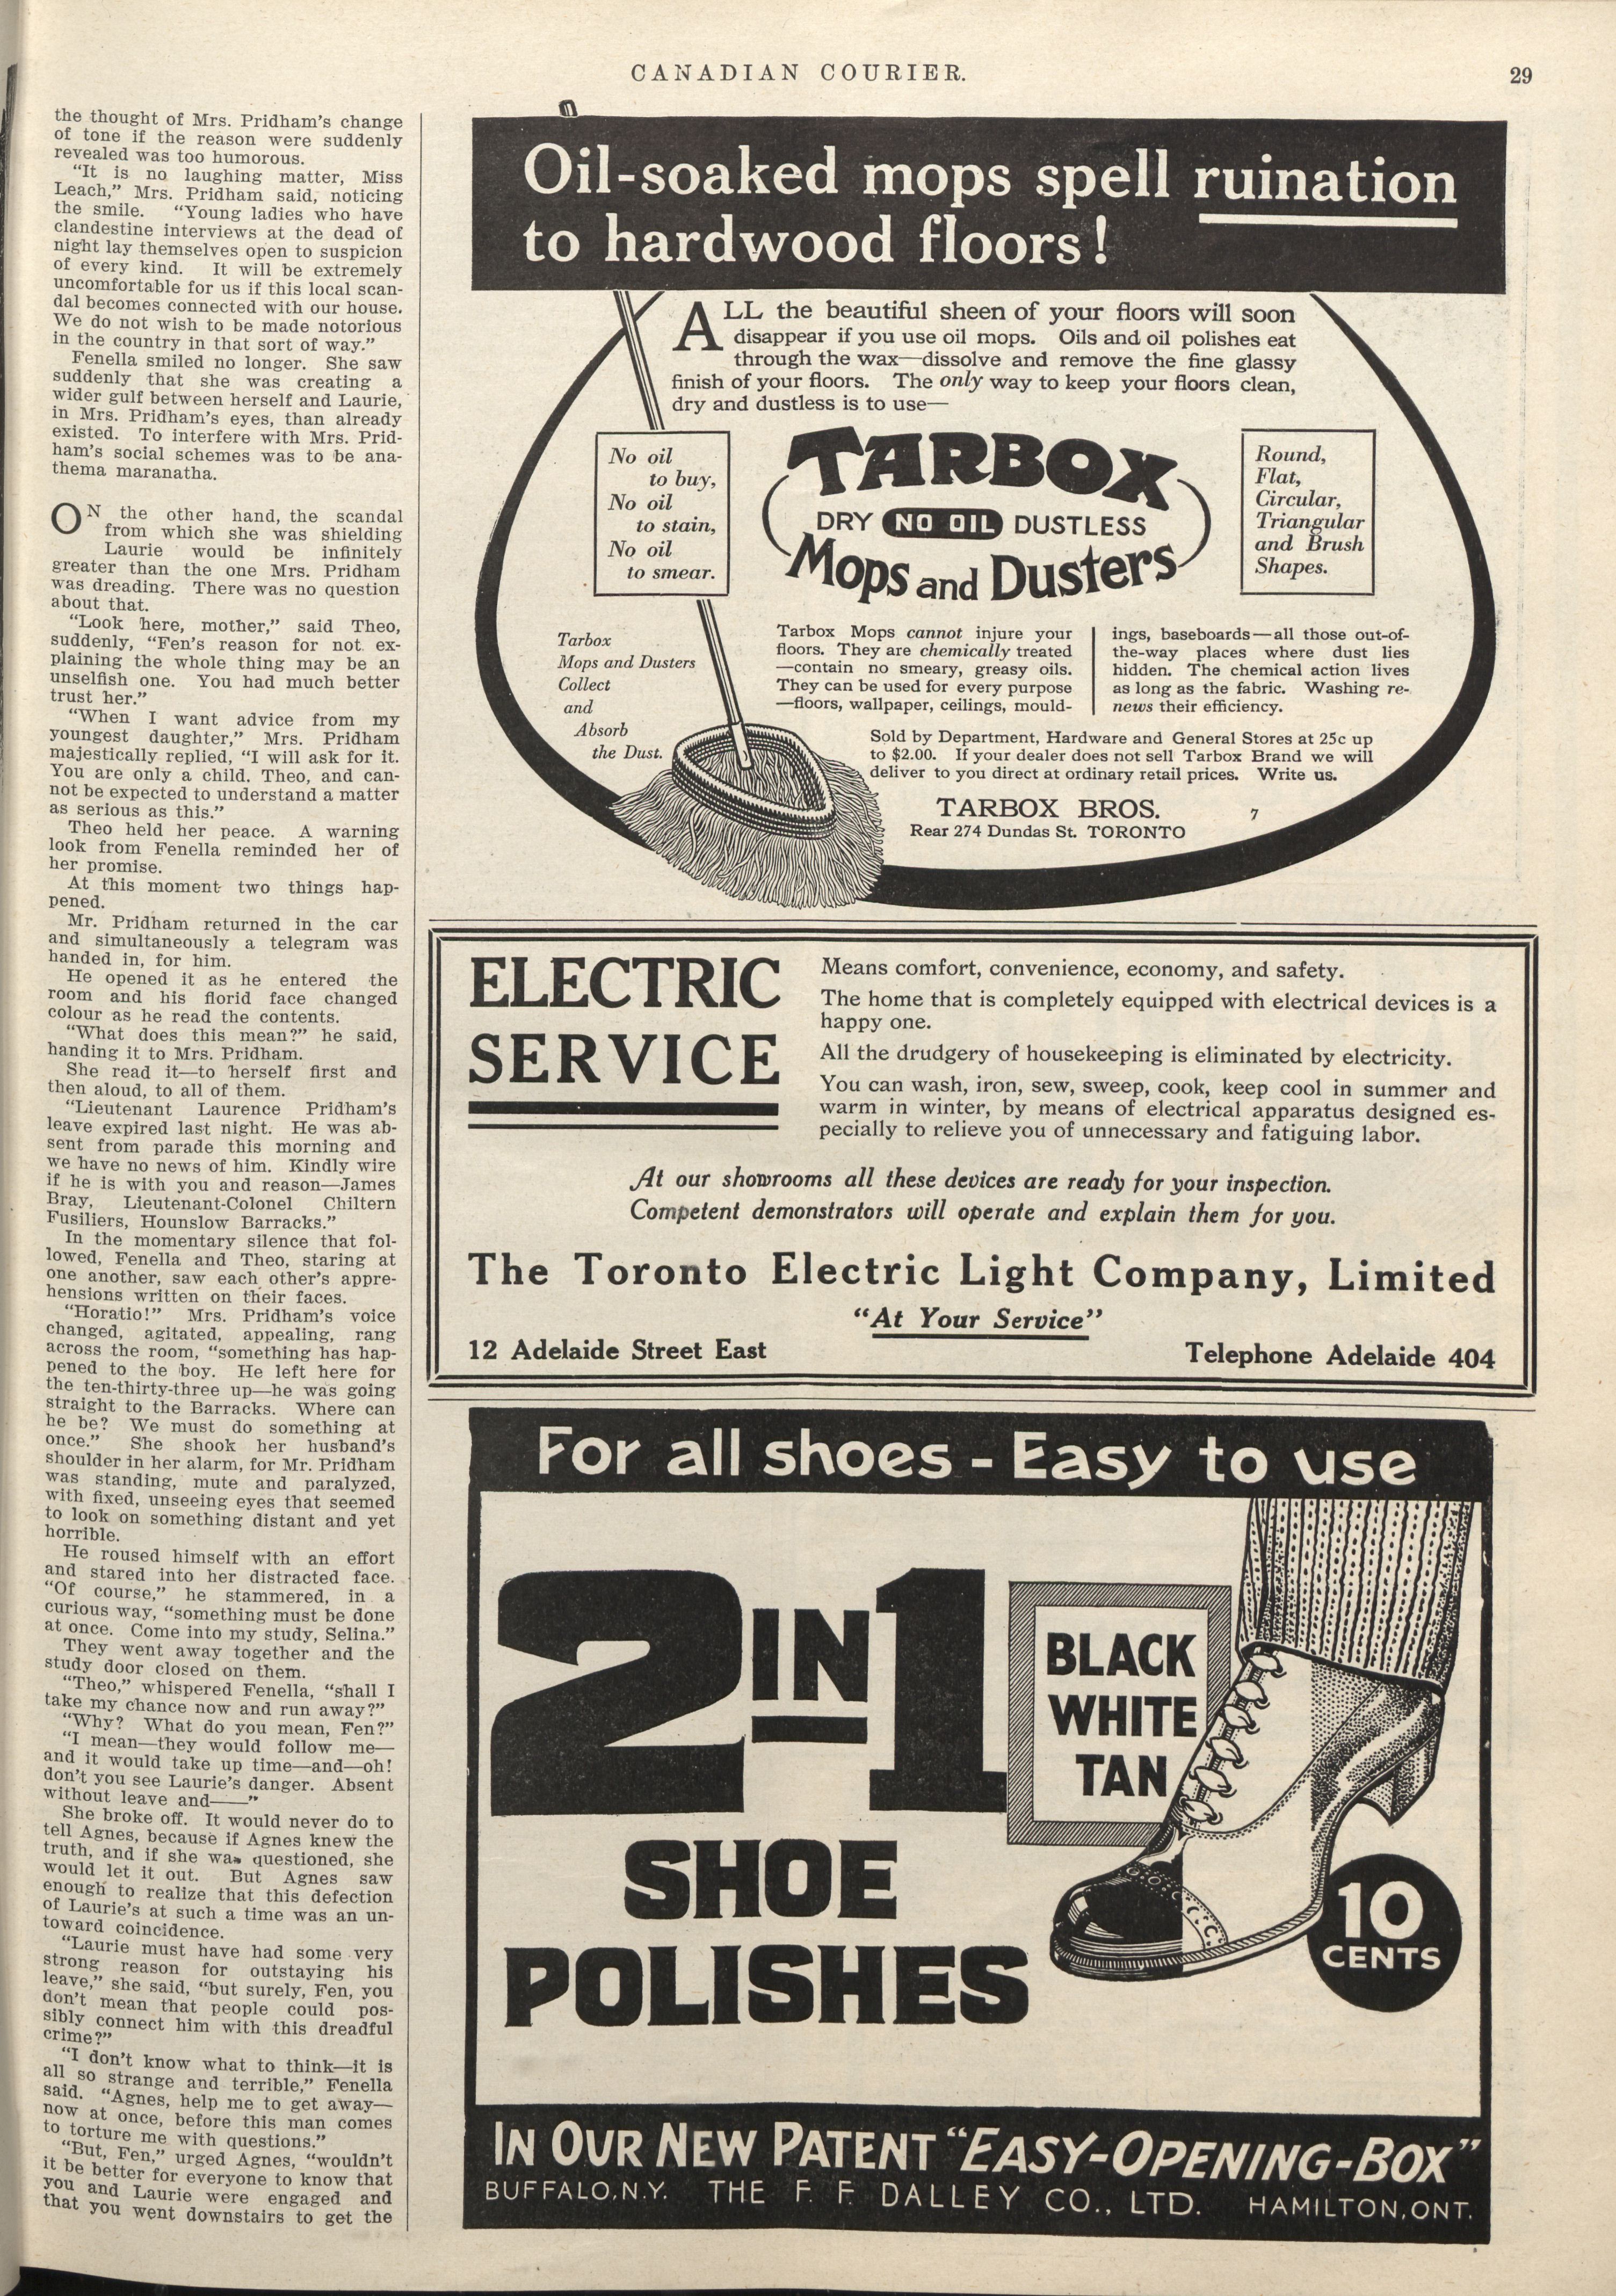 CANADIAN COURIER.
29
the thought of Mrs. Pridham's change
of tone if the reason were suddenly
revealed was too humorous.
"It is no laughing matter, Miss
Leach," Mrs. Pridham said, noticing
the smile. "Young ladies who have
clandestine interviews at the dead of
night lay themselves open to suspicion
of every kind. It will be extremely
uncomfortable for us if this local scan-
dal becomes connected with our house.
We do not wish to be made notorious
in the country in that sort of way."
Fenella smiled no longer. She saw
suddenly that she was creating a
wider gulf between herself and Laurie,
in Mrs. Pridham's eyes, than already
existed. To interfere with Mrs. Prid-
ham's social schemes was to be ana-
thema maranatha.
ON the other hand, the scandal
from which she was shielding
Laurie would be infinitely
greater than the one Mrs. Pridham
was dreading. There was no question
about that.
"Look here, mother," said Theo,
suddenly, "Fen's reason for not ex-
plaining the whole thing may be an
unselfish one. You had much better
trust her."
"When I want advice from my
youngest daughter," Mrs. Pridham
majestically replied, "I will ask for it.
You are only a child, Theo, and can-
not be expected to understand a matter
as serious as this."
Theo held her peace. A warning
look from Fenella reminded her of
her promise.
At this moment two things hap-
pened.
Mr. Pridham returned in the car
and simultaneously a telegram was
handed in, for him.
He opened it as he entered the
room and his florid face changed
colour as he read the contents.
"What does this mean?" he said,
handing it to Mrs. Pridham.
She read it—to herself first and
then aloud, to all of them.
"Lieutenant Laurence Pridham's
leave expired last night. He was ab-
sent from parade this morning and
we have no news of him. Kindly wire
if he is with you and reason—James
Bray, Lieutenant-Colonel Chiltern
Fusiliers, Hounslow Barracks."
In the momentary silence that fol-
lowed, Fenella and Theo, staring at
one another, saw each other's appre-
hensions written on their faces.
"Horatio!" Mrs. Pridham's voice
changed, agitated, appealing, rang
across the room, "something has hap-
pened to the boy. He left here for
the ten-thirty-three up—he was going
straight to the Barracks. Where can
he be? We must do something at
once." She shook her husband's
shoulder in her alarm, for Mr. Pridham
was standing, mute and paralyzed,
with fixed, unseeing eyes that seemed
to look on something distant and yet
horrible.
He roused himself with an effort
and stared into her distracted face.
"Of course," he stammered, in a
curious way, "something must be done
at once. Come into my study, Selina."
They went away together and the
study door closed on them.
"Theo," whispered Fenella, "shall I
take my chance now and run away?"
"Why? What do you mean, Fen?"
"I mean—they would follow me—
and it would take up time—and—oh!
don't you see Laurie's danger. Absent
without leave and——"
She broke off. It would never do to
tell Agnes, because if Agnes knew the
truth, and if she was questioned, she
would let it out. But Agnes saw
enough to realize that this defection
of Laurie's at such a time was an un-
toward coincidence.
"Laurie must have had some very
strong reason for outstaying his
leave," she said, "but surely, Fen, you
don't mean that people could pos-
sibly connect him with this dreadful
crime?"
"I don't know what to think—it is
all so strange and terrible," Fenella
said. "Agnes, help me to get away—
now at once, before this man comes
to torture me with questions."
"But, Fen," urged Agnes, "wouldn't
it be better for everyone to know that
you and Laurie were engaged and
that you went downstairs to get the
Oil-soaked mops spell ruination
to hardwood floors!
ALL the beautiful sheen of your floors will soon
disappear if you use oil mops. Oils and oil polishes eat
through the wax—dissolve and remove the fine glassy
finish of your floors. The only way to keep your floors clean,
dry and dustless is to use—
No oil
to buy,
No oil
to stain,
No oil
to smear.
TARBOX
DRY NO OIL DUSTLESS
Mops and Dusters
Round,
Flat,
Circular,
Triangular
and Brush
Shapes.
Tarbox
Mops and Dusters
Collect
and
Absorb
the Dust.
Tarbox Mops cannot injure your
floors. They are chemically treated
—contain no smeary, greasy oils.
They can be used for every purpose
—floors, wallpaper, ceilings, mould-
ings, baseboards—all those out-of-
the-way places where dust lies
hidden. The chemical action lives
as long as the fabric. Washing re-
news their efficiency.
Sold by Department, Hardware and General Stores at 25c up
to $2.00. If your dealer does not sell Tarbox Brand we will
deliver to you direct at ordinary retail prices. Write us.
TARBOX BROS. 7
Rear 274 Dundas St. TORONTO
ELECTRIC
SERVICE
Means comfort, convenience, economy, and safety.
The home that is completely equipped with electrical devices is a
happy one.
All the drudgery of housekeeping is eliminated by electricity.
You can wash, iron, sew, sweep, cook, keep cool in summer and
warm in winter, by means of electrical apparatus designed es-
pecially to relieve you of unnecessary and fatiguing labor.
At our showrooms all these devices are ready for your inspection.
Competent demonstrators will operate and explain them for you.
The Toronto Electric Light Company, Limited
"At Your Service"
12 Adelaide Street East
Telephone Adelaide 404
For all shoes - Easy to use
2 IN 1
BLACK
WHITE
TAN
SHOE
POLISHES
10
CENTS
IN OUR NEW PATENT "EASY-OPENING-BOX"
BUFFALO, N.Y. THE F. F. DALLEY CO., LTD. HAMILTON, ONT.